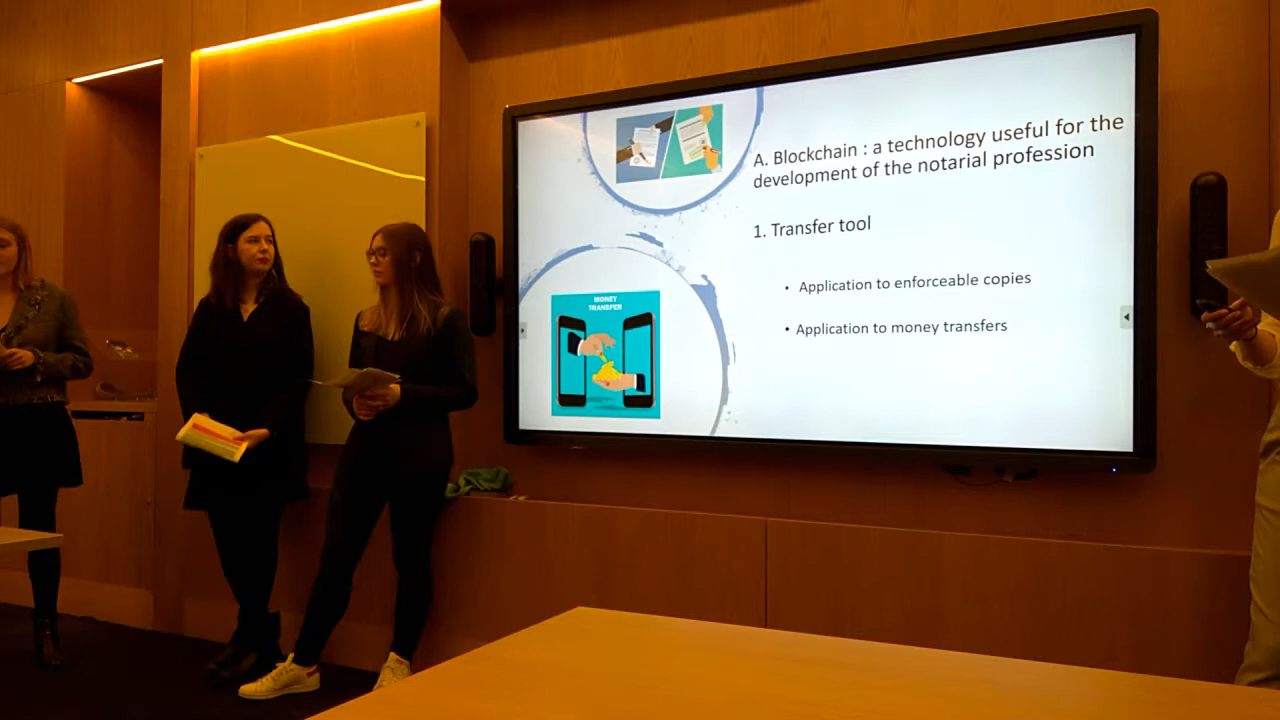 A. Blockchain : a technology useful for the
development of the notarial profession
1. Transfer tool
• Application to enforceable copies
• Application to money transfers
MONEY
TRANSFER